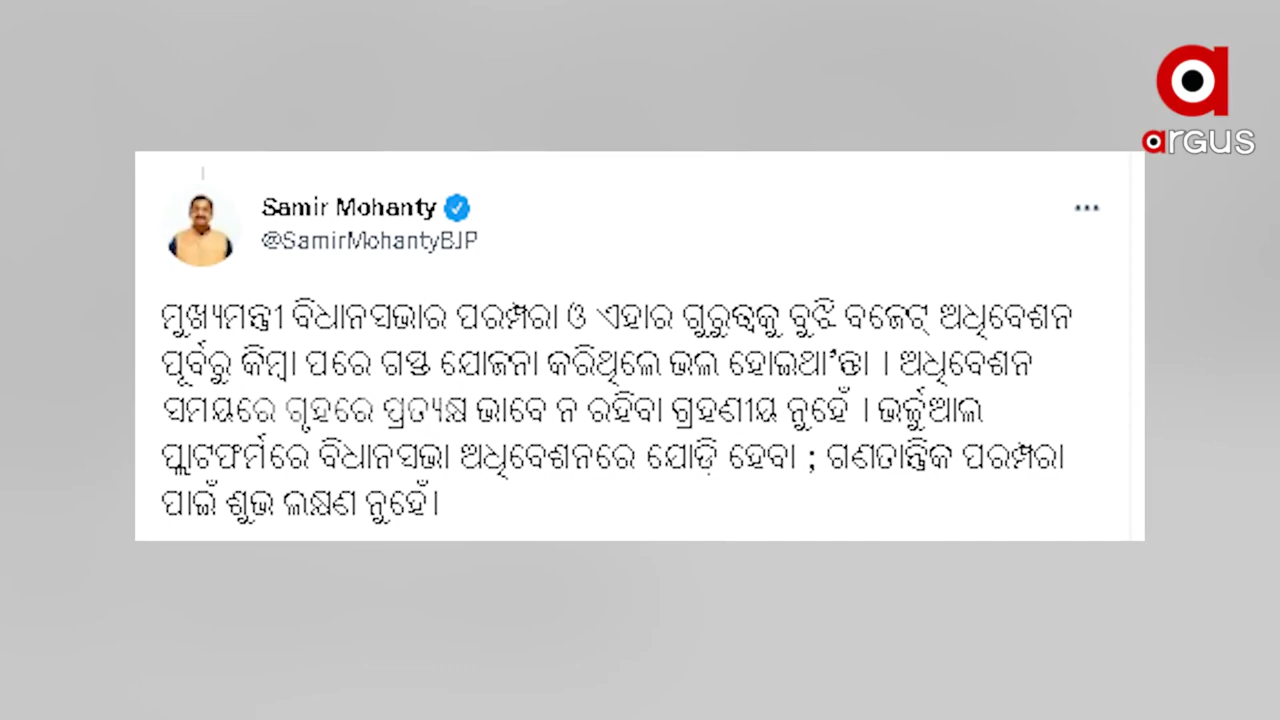 argus
Samir Mohanty
@SamirMohantyBJP
ମୁଖ୍ୟମନ୍ତ୍ରୀ ବିଧାନସଭାର ପରମ୍ପରା ଓ ଏହାର ଗୁରୁତ୍ୱକୁ ବୁଝି ବଜେଟ୍ ଅଧିବେଶନ
ପୂର୍ବରୁ କିମ୍ବା ପରେ ଗସ୍ତ ଯୋଜନା କରିଥିଲେ ଭଲ ହୋଇଥା’ନ୍ତା । ଅଧିବେଶନ
ସମୟରେ ଗୃହରେ ପ୍ରତ୍ୟକ୍ଷ ଭାବେ ନ ରହିବା ଗ୍ରହଣୀୟ ନୁହେଁ । ଭର୍ଚ୍ଚୁଆଲ
ପ୍ଲାଟଫର୍ମରେ ବିଧାନସଭା ଅଧିବେଶନରେ ଯୋଡ଼ି ହେବା ; ଗଣତାନ୍ତ୍ରିକ ପରମ୍ପରା
ପାଇଁ ଶୁଭ ଲକ୍ଷଣ ନୁହେଁ।